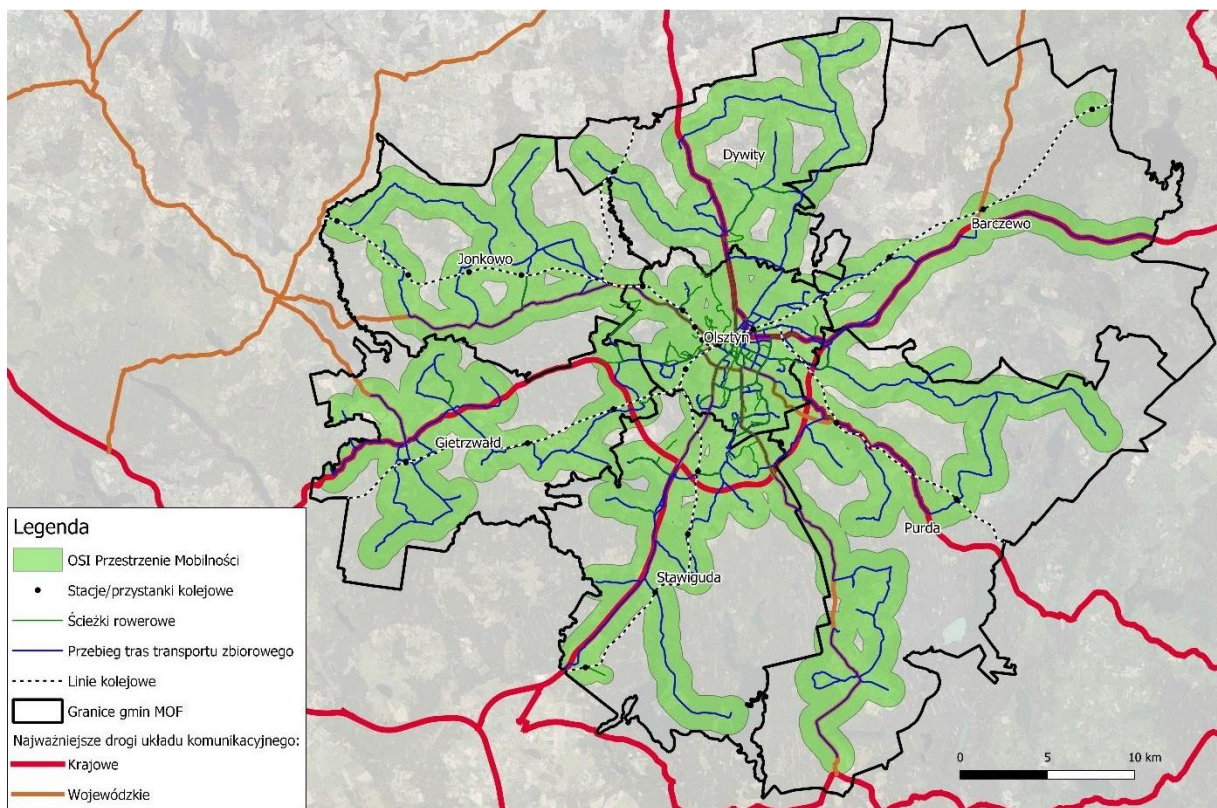 Dywity
Barczewo
Jonkowo
Olsztyn
Gietrzwałd
Purda
Stawiguda
Legenda
OSI Przestrzenie Mobilności
Stacje/przystanki kolejowe
Ścieżki rowerowe
Przebieg tras transportu zbiorowego
Linie kolejowe
Granice gmin MOF
Najważniejsze drogi układu komunikacyjnego:
Krajowe
Wojewódzkie
0 5 10 km